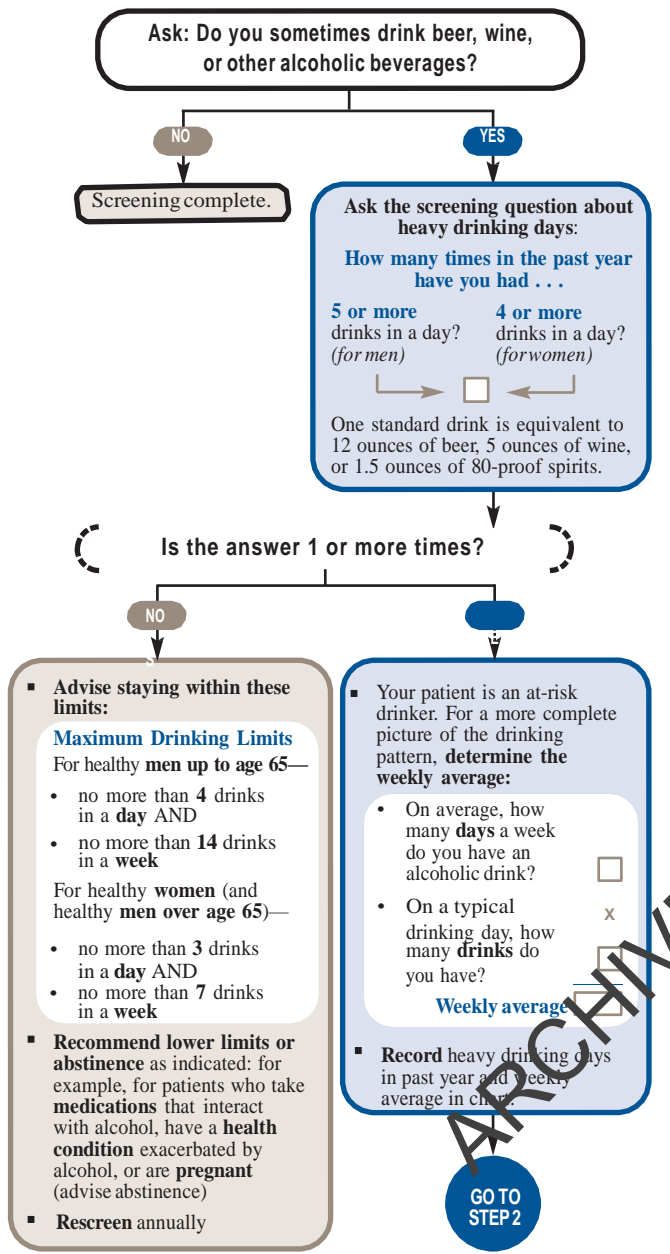 Ask: Do you sometimes drink beer, wine,
or other alcoholic beverages?
NO
YES
Screening complete.
Ask the screening question about
heavy drinking days:
How many times in the past year
have you had . . .
5 or more
drinks in a day?
(for men)
4 or more
drinks in a day?
(for women)
One standard drink is equivalent to
12 ounces of beer, 5 ounces of wine,
or 1.5 ounces of 80-proof spirits.
Is the answer 1 or more times?
NO
S
▪ Advise staying within these
limits:
Maximum Drinking Limits
For healthy men up to age 65—
• no more than 4 drinks
in a day AND
• no more than 14 drinks
in a week
For healthy women (and
healthy men over age 65)—
• no more than 3 drinks
in a day AND
• no more than 7 drinks
in a week
▪ Recommend lower limits or
abstinence as indicated: for
example, for patients who take
medications that interact
with alcohol, have a health
condition exacerbated by
alcohol, or are pregnant
(advise abstinence)
▪ Rescreen annually
▪ Your patient is an at-risk
drinker. For a more complete
picture of the drinking
pattern, determine the
weekly average:
• On average, how
many days a week
do you have an
alcoholic drink?
• On a typical
drinking day, how
many drinks do
you have?
x
Weekly average
▪ Record heavy drinking days
in past year and weekly
average in chart.
GO TO
STEP 2
ARCHIVE